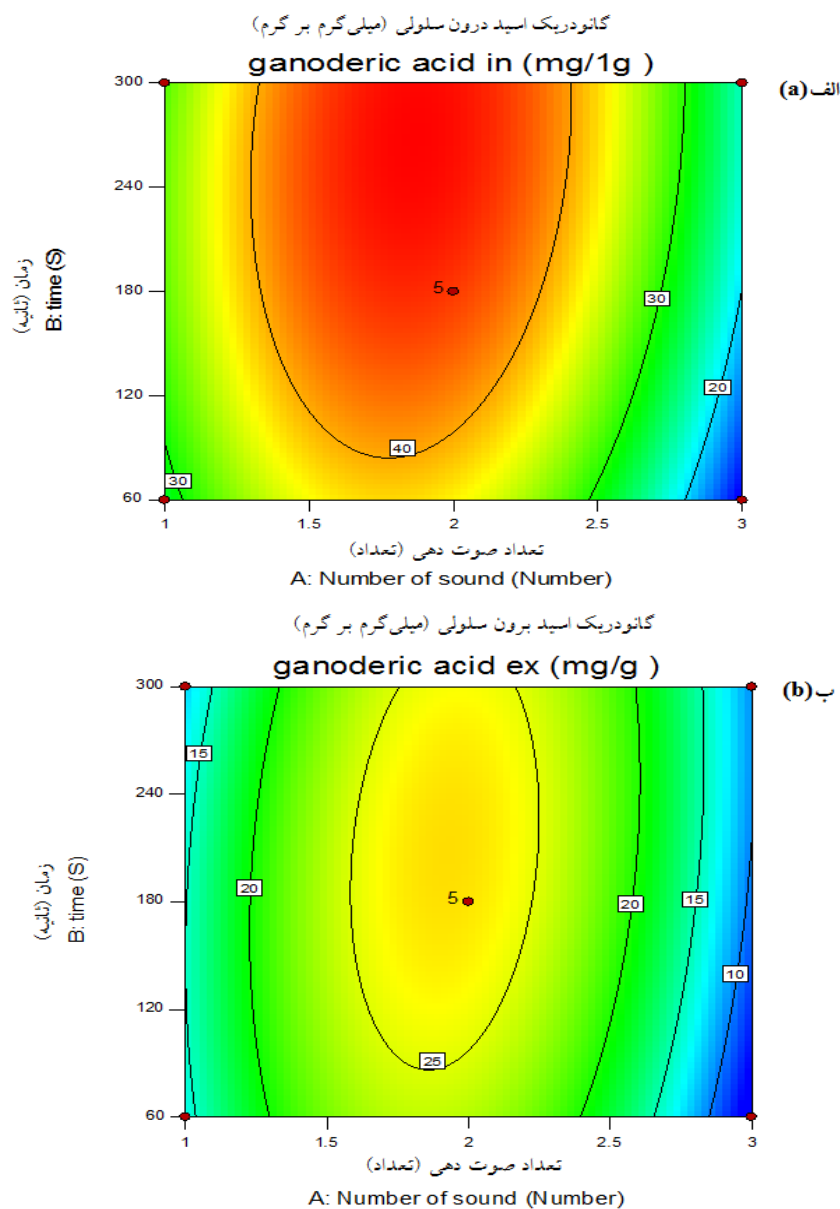 گانودریک اسید درون سلولی (میلی‌گرم بر گرم)
ganoderic acid in (mg/1g )
الف (a)
300
240
180
120
60
زمان (ثانیه)
B: time (S)
5
30
20
40
30
1
1.5
2
2.5
3
تعداد صوت دهی (تعداد)
A: Number of sound (Number)
گانودریک اسید برون سلولی (میلی‌گرم بر گرم)
ganoderic acid ex (mg/g )
ب (b)
300
240
180
120
60
زمان (ثانیه)
B: time (S)
15
20
5
20
15
10
25
1
1.5
2
2.5
3
تعداد صوت دهی (تعداد)
A: Number of sound (Number)